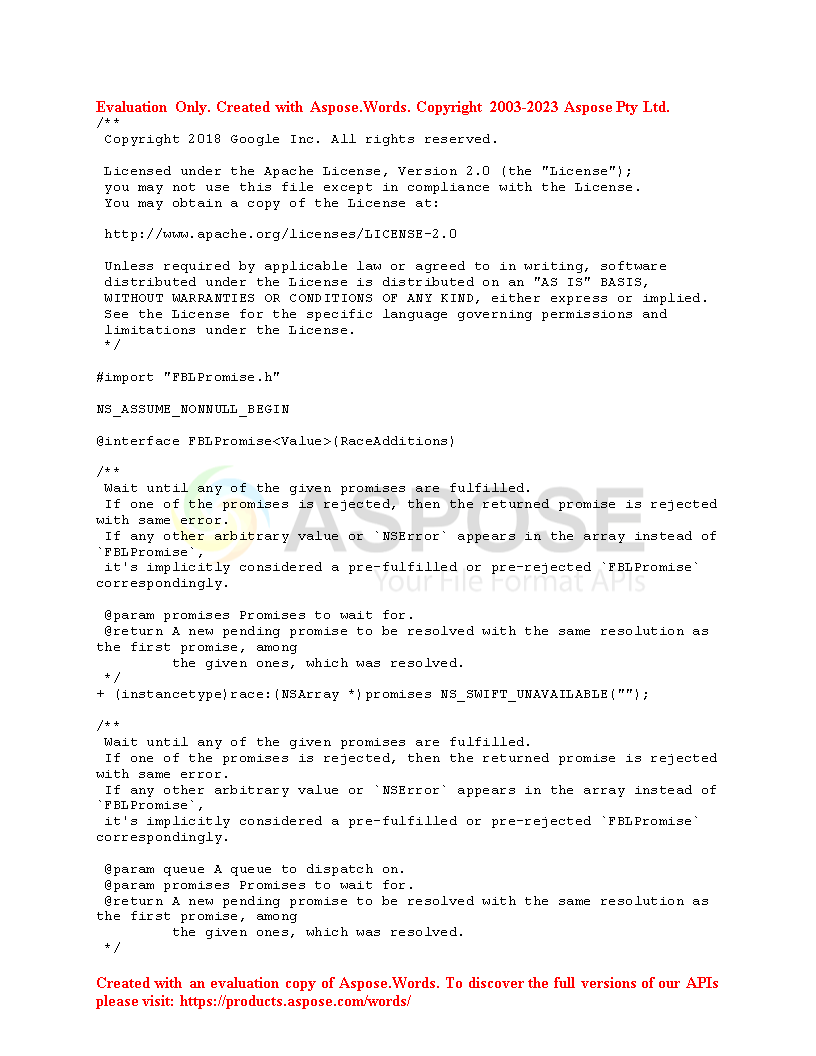 Evaluation Only. Created with Aspose.Words. Copyright 2003-2023 Aspose Pty Ltd.
/**
 Copyright 2018 Google Inc. All rights reserved.

 Licensed under the Apache License, Version 2.0 (the "License");
 you may not use this file except in compliance with the License.
 You may obtain a copy of the License at:

 http://www.apache.org/licenses/LICENSE-2.0

 Unless required by applicable law or agreed to in writing, software
 distributed under the License is distributed on an "AS IS" BASIS,
 WITHOUT WARRANTIES OR CONDITIONS OF ANY KIND, either express or implied.
 See the License for the specific language governing permissions and
 limitations under the License.
 */

#import "FBLPromise.h"

NS_ASSUME_NONNULL_BEGIN

@interface FBLPromise<Value>(RaceAdditions)

/**
 Wait until any of the given promises are fulfilled.
 If one of the promises is rejected, then the returned promise is rejected
with same error.
 If any other arbitrary value or `NSError` appears in the array instead of
`FBLPromise`,
 it's implicitly considered a pre-fulfilled or pre-rejected `FBLPromise`
correspondingly.
ASPOSE
Your File Format APIs

 @param promises Promises to wait for.
 @return A new pending promise to be resolved with the same resolution as
the first promise, among
         the given ones, which was resolved.
 */
+ (instancetype)race:(NSArray *)promises NS_SWIFT_UNAVAILABLE("");

/**
 Wait until any of the given promises are fulfilled.
 If one of the promises is rejected, then the returned promise is rejected
with same error.
 If any other arbitrary value or `NSError` appears in the array instead of
`FBLPromise`,
 it's implicitly considered a pre-fulfilled or pre-rejected `FBLPromise`
correspondingly.

 @param queue A queue to dispatch on.
 @param promises Promises to wait for.
 @return A new pending promise to be resolved with the same resolution as
the first promise, among
         the given ones, which was resolved.
 */

Created with an evaluation copy of Aspose.Words. To discover the full versions of our APIs
please visit: https://products.aspose.com/words/